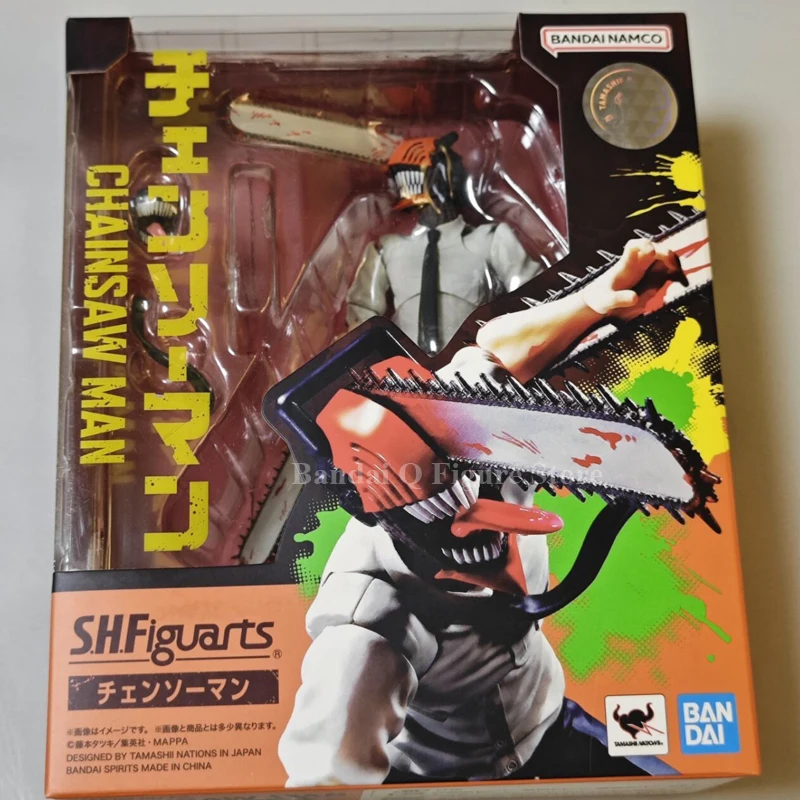 BANDAI NAMCO
TAMASHII
チェンソーマン
CHAINSAW MAN
Bandai Q Figure Store
S.H.Figuarts®
チェンソーマン
※画像はイメージです。 ※画像と商品とは多少異なります。
©藤本タツキ/集英社・MAPPA
DESIGNED BY TAMASHII NATIONS IN JAPAN
BANDAI SPIRITS MADE IN CHINA
TAMASHII NATIONS
BAN
DAI